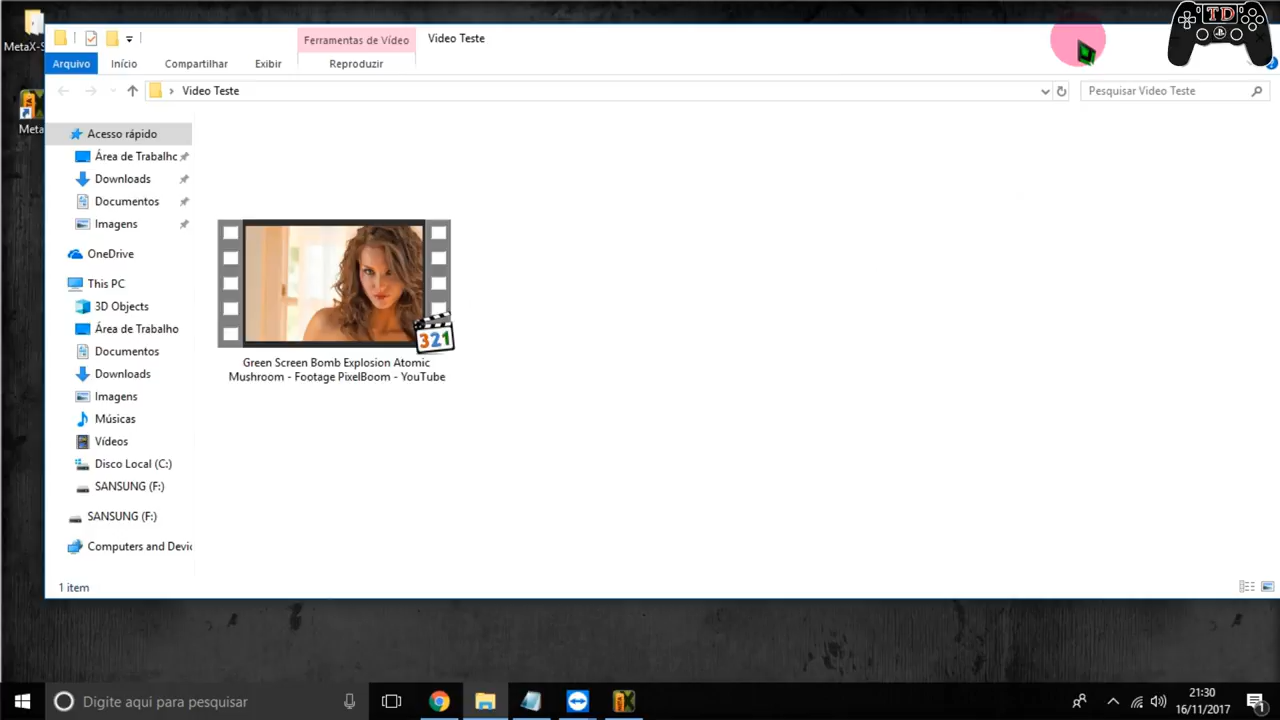 TD
MetaX-S
Ferramentas de Vídeo
Video Teste
Arquivo
Início
Compartilhar
Exibir
Reproduzir
Video Teste
Pesquisar Video Teste
Meta
Acesso rápido
Área de Trabalho
Downloads
Documentos
Imagens
OneDrive
This PC
3D Objects
Área de Trabalho
Documentos
Downloads
Imagens
Músicas
Vídeos
Disco Local (C:)
SANSUNG (F:)
SANSUNG (F:)
Computers and Devic
321
Green Screen Bomb Explosion Atomic
Mushroom - Footage PixelBoom - YouTube
1 item
Digite aqui para pesquisar
21:30
16/11/2017
1